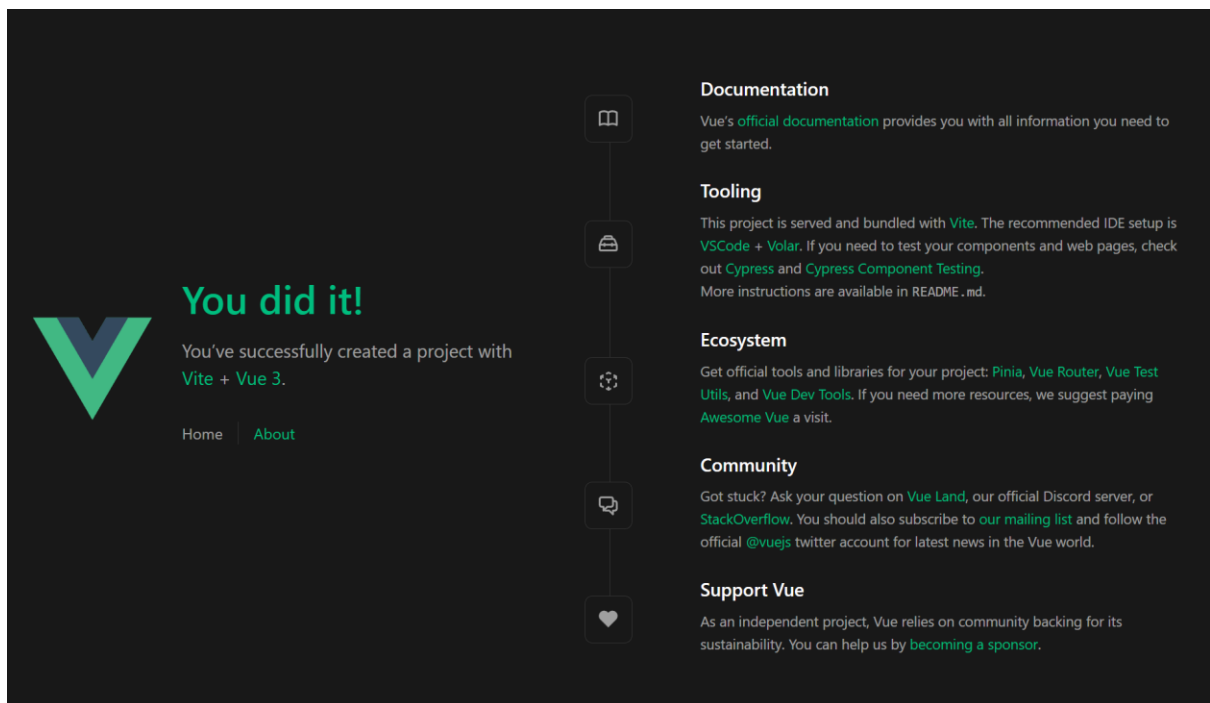 You did it!
You’ve successfully created a project with
Vite + Vue 3.
Home
About
Documentation
Vue’s official documentation provides you with all information you need to
get started.
Tooling
This project is served and bundled with Vite. The recommended IDE setup is
VSCode + Volar. If you need to test your components and web pages, check
out Cypress and Cypress Component Testing.
More instructions are available in README.md.
Ecosystem
Get official tools and libraries for your project: Pinia, Vue Router, Vue Test
Utils, and Vue Dev Tools. If you need more resources, we suggest paying
Awesome Vue a visit.
Community
Got stuck? Ask your question on Vue Land, our official Discord server, or
StackOverflow. You should also subscribe to our mailing list and follow the
official @vuejs twitter account for latest news in the Vue world.
Support Vue
As an independent project, Vue relies on community backing for its
sustainability. You can help us by becoming a sponsor.